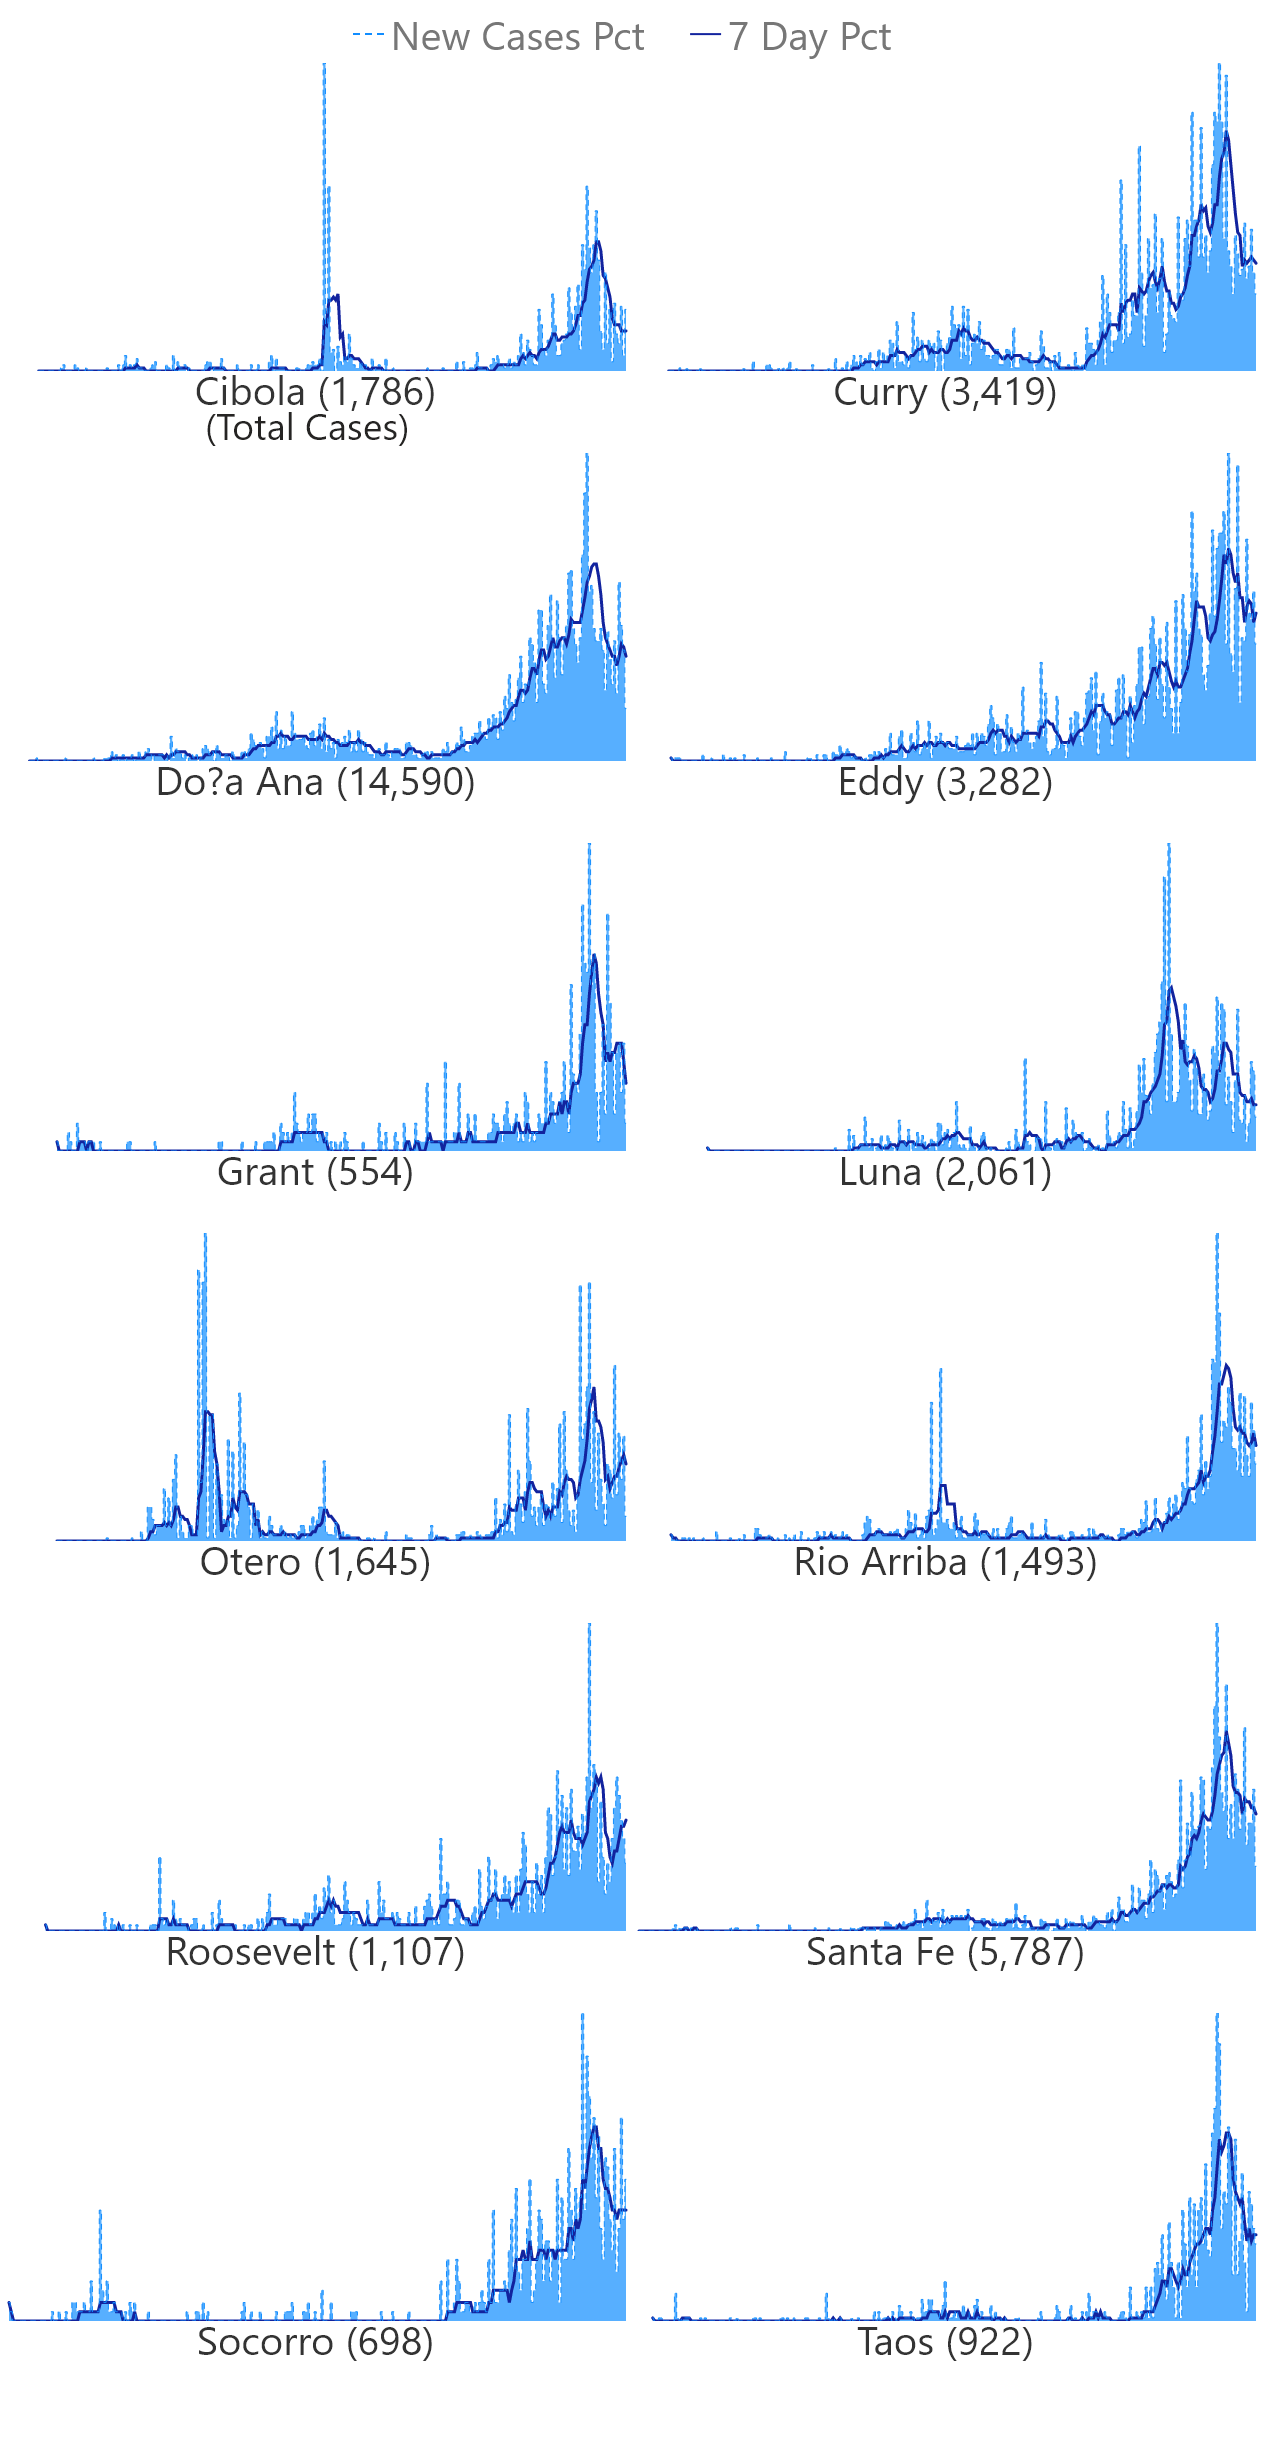 New Cases Pct 7 Day Pct
Cibola (1,786) Curry (3,419)
(Total Cases)
Do?a Ana (14,590) Eddy (3,282)
Grant (554) Luna (2,061)
Otero (1,645) Rio Arriba (1,493)
Roosevelt (1,107) Santa Fe (5,787)
Socorro (698) Taos (922)